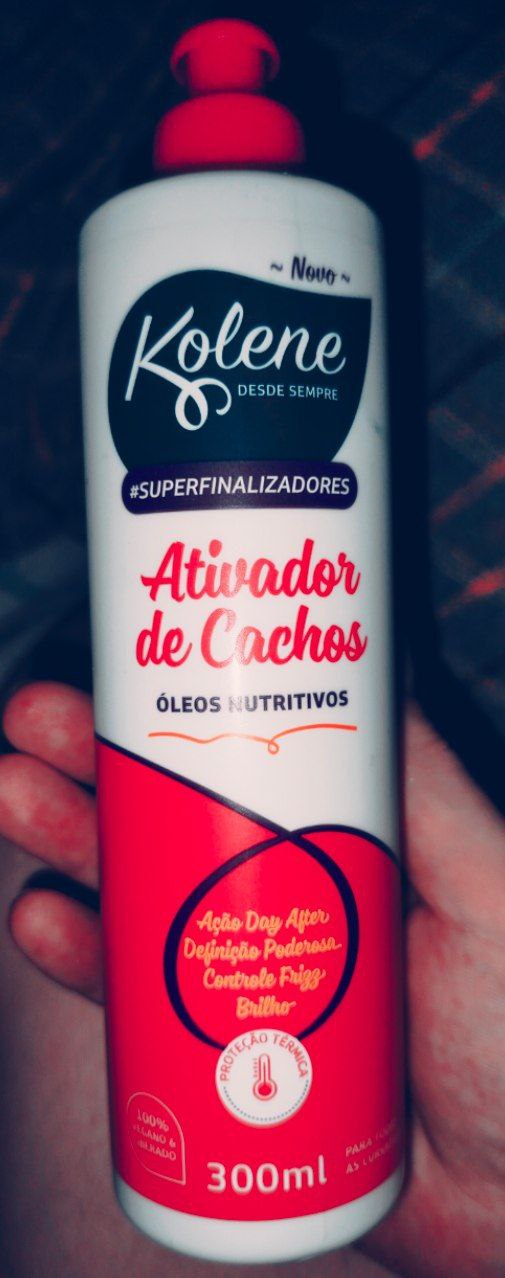 ~ Novo ~
Kolene
DESDE SEMPRE
#SUPERFINALIZADORES
Ativador
de Cachos
ÓLEOS NUTRITIVOS
Ação Day After
Definição Poderosa
Controle Frizz
Brilho
PROTEÇÃO TÉRMICA
100%
VEGANO &
300ml
PARA
AS